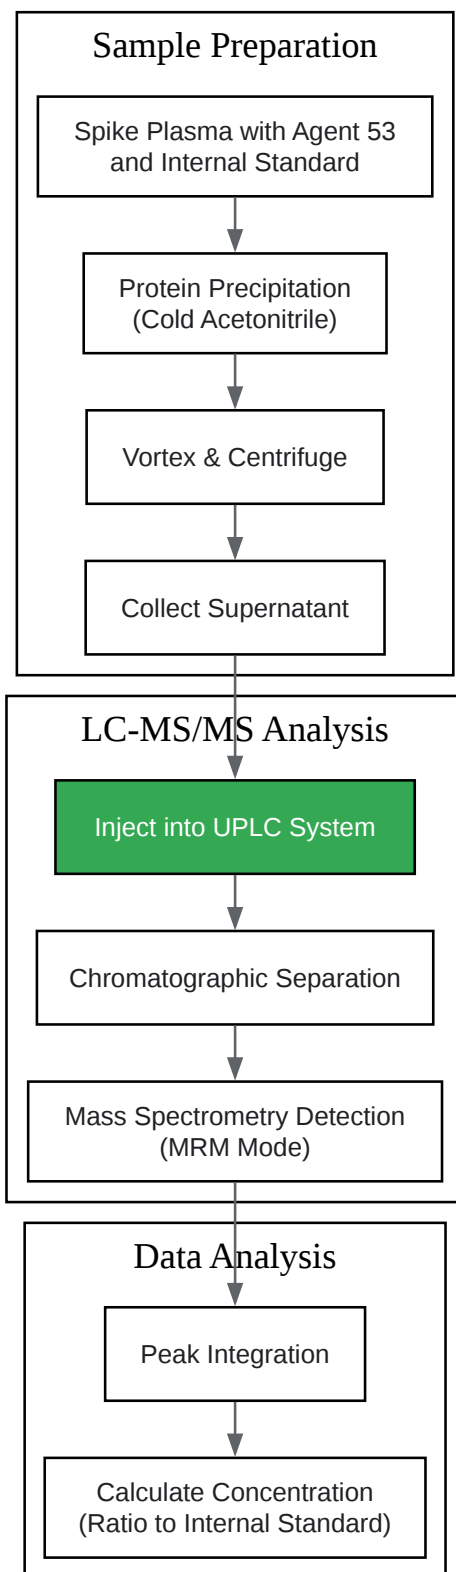 Sample Preparation
Spike Plasma with Agent 53
and Internal Standard
Protein Precipitation
(Cold Acetonitrile)
Vortex & Centrifuge
Collect Supernatant
LC-MS/MS Analysis
Inject into UPLC System
Chromatographic Separation
Mass Spectrometry Detection
(MRM Mode)
Data Analysis
Peak Integration
Calculate Concentration
(Ratio to Internal Standard)